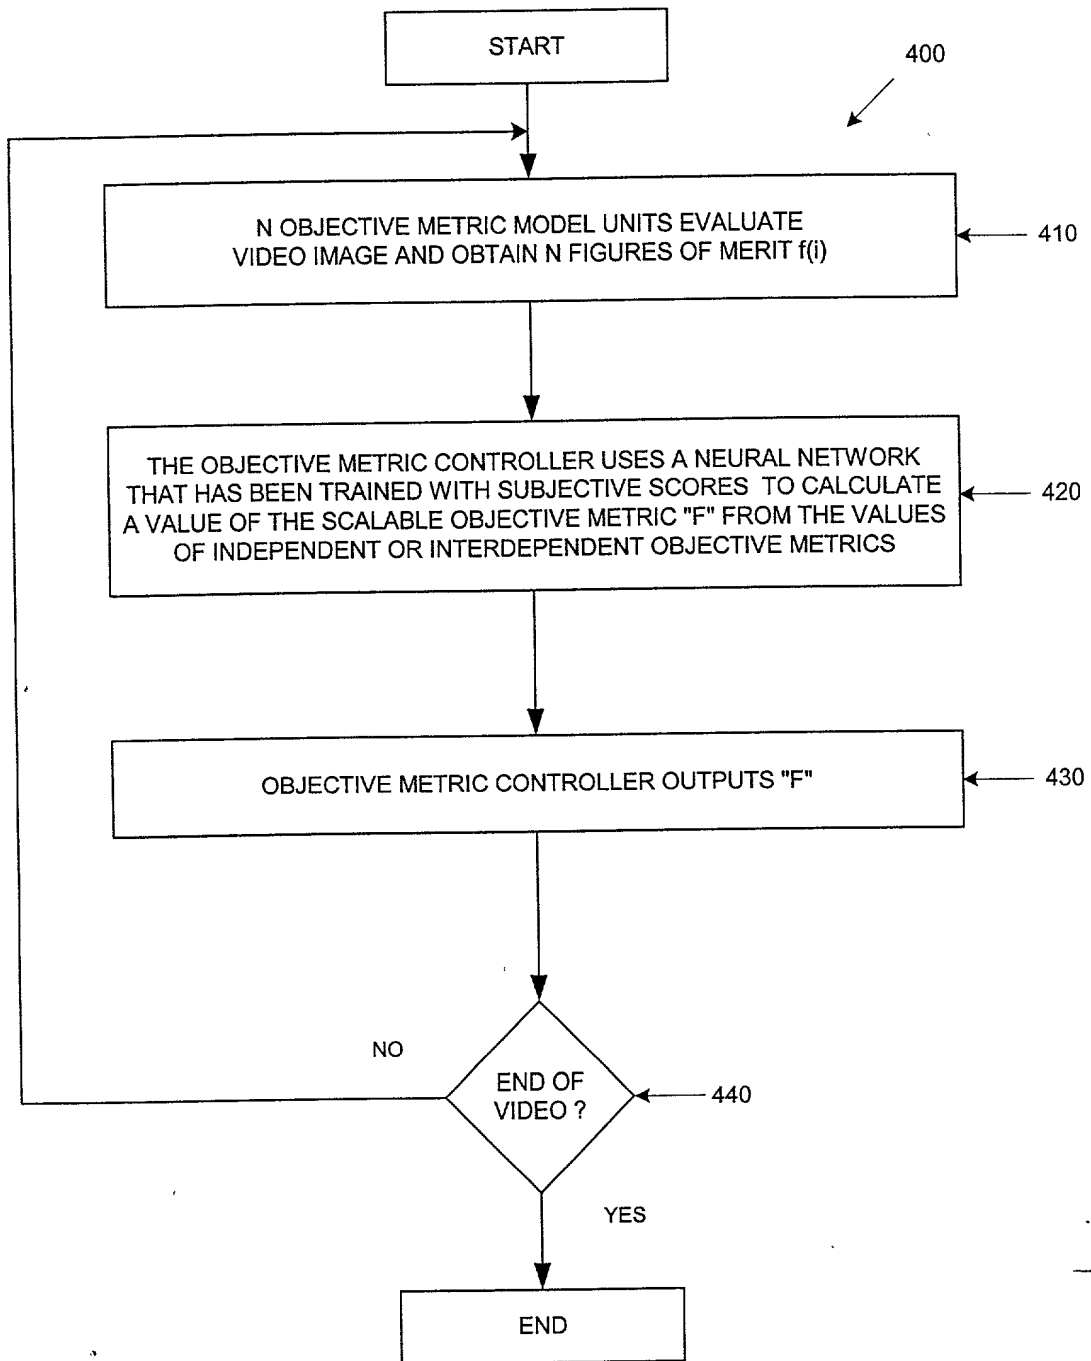 START
400
N OBJECTIVE METRIC MODEL UNITS EVALUATE
VIDEO IMAGE AND OBTAIN N FIGURES OF MERIT f(i)
410
THE OBJECTIVE METRIC CONTROLLER USES A NEURAL NETWORK
THAT HAS BEEN TRAINED WITH SUBJECTIVE SCORES TO CALCULATE
A VALUE OF THE SCALABLE OBJECTIVE METRIC "F" FROM THE VALUES
OF INDEPENDENT OR INTERDEPENDENT OBJECTIVE METRICS
420
OBJECTIVE METRIC CONTROLLER OUTPUTS "F"
430
NO
END OF
VIDEO ?
440
YES
END